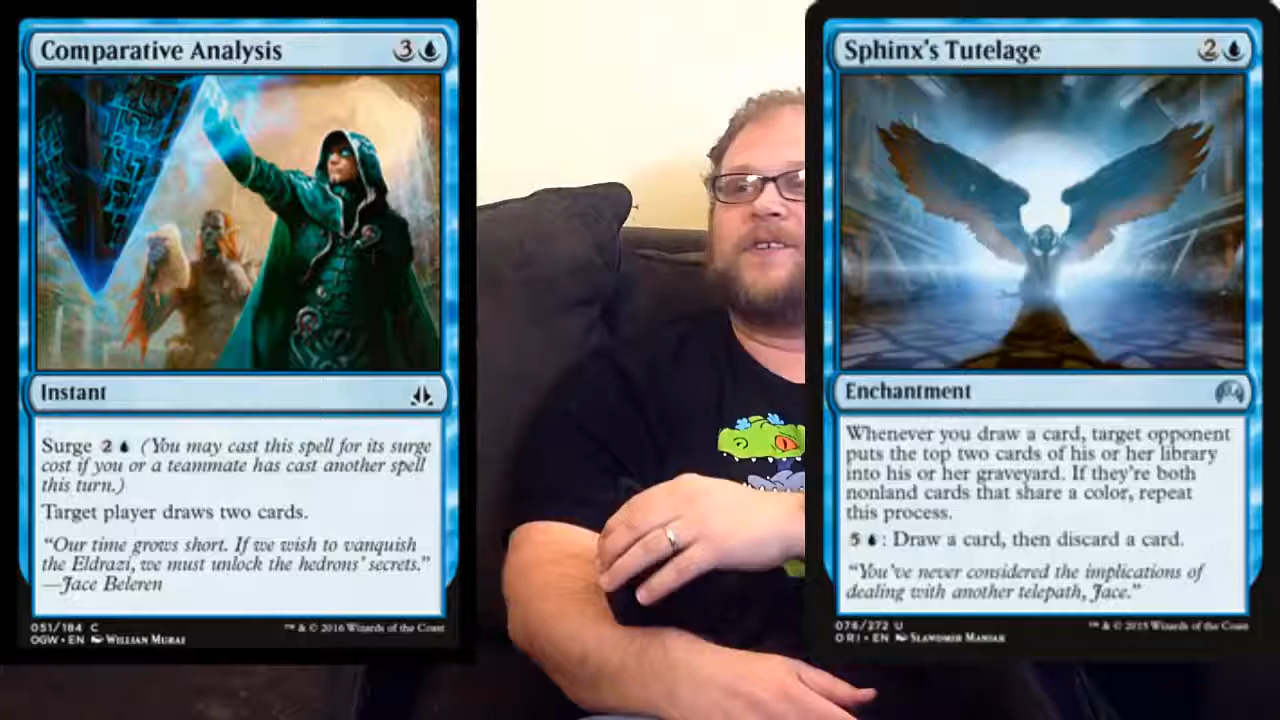 Comparative Analysis 3
Instant
Surge 2 (You may cast this spell for its surge
cost if you or a teammate has cast another spell
this turn.)
Target player draws two cards.
"Our time grows short. If we wish to vanquish
the Eldrazi, we must unlock the hedrons' secrets."
—Jace Beleren
051/184 C
OGW • EN Willian Murai
™ & © 2016 Wizards of the Coast
Sphinx's Tutelage 2
Enchantment
Whenever you draw a card, target opponent
puts the top two cards of his or her library
into his or her graveyard. If they're both
nonland cards that share a color, repeat
this process.
5 : Draw a card, then discard a card.
"You've never considered the implications of
dealing with another telepath, Jace."
076/272 U
ORI • EN Slawomir Maniak
™ & © 2015 Wizards of the Coast